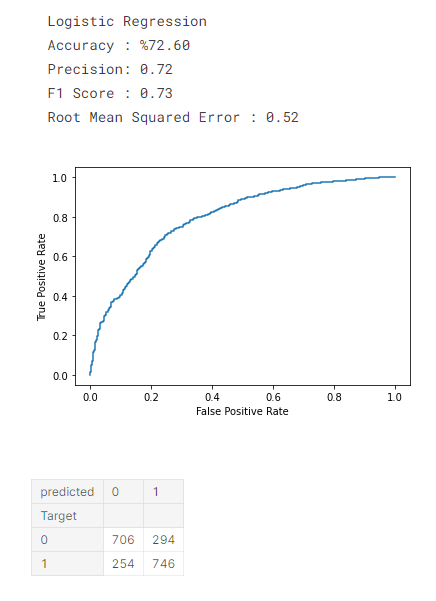 Logistic Regression
Accuracy : %72.60
Precision: 0.72
F1 Score : 0.73
Root Mean Squared Error : 0.52
1.0
0.8
0.6
0.4
0.2
0.0
True Positive Rate
0.0 0.2 0.4 0.6 0.8 1.0
False Positive Rate
predicted 0 1
Target
0 706 294
1 254 746